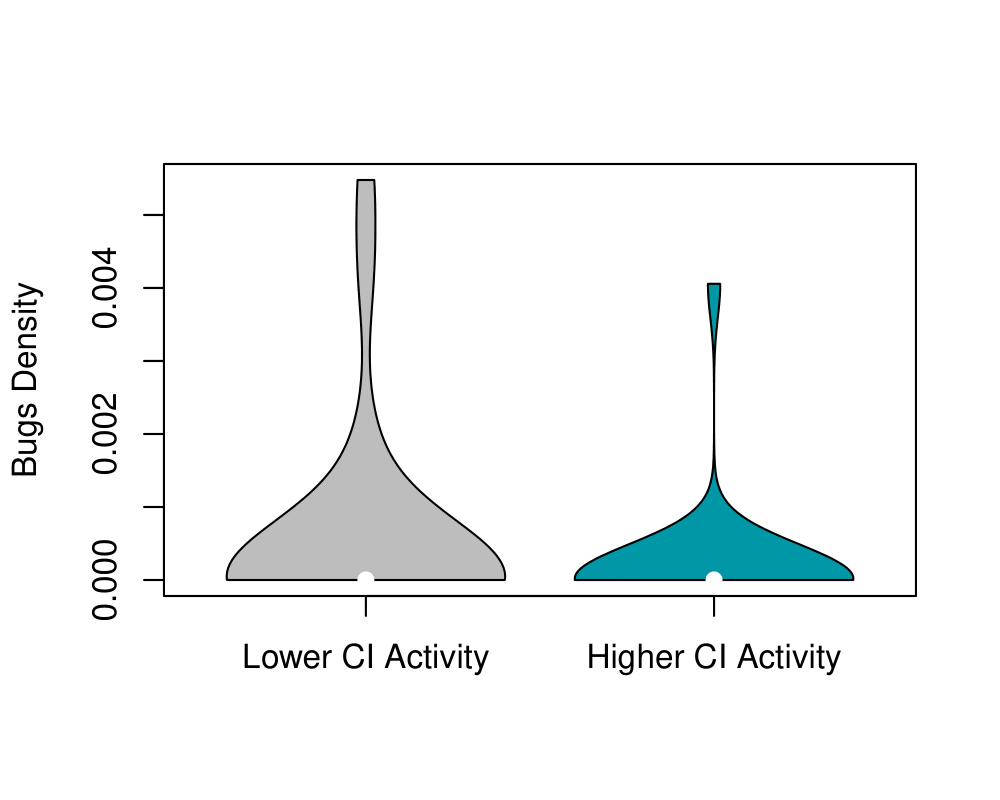 Bugs Density
0.004
0.002
0.000
Lower CI Activity
Higher CI Activity